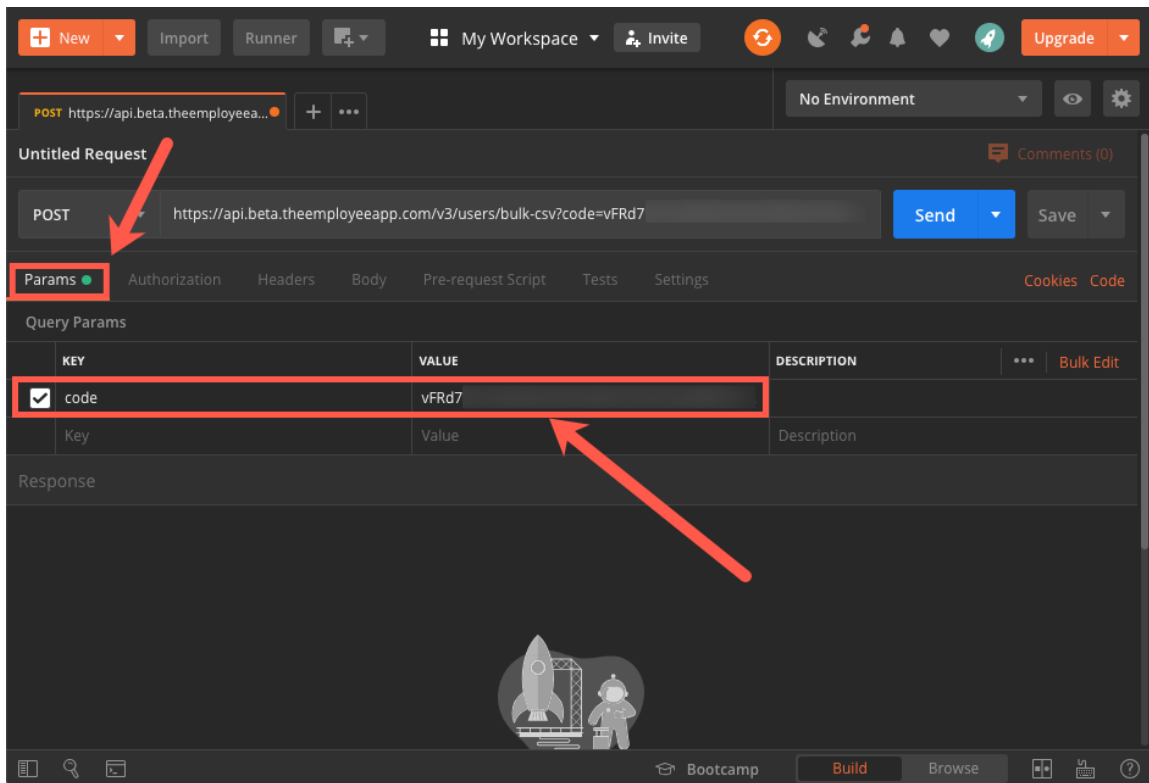 New Import Runner My Workspace Invite Upgrade
POST https://api.beta.theemployeea... + ••• No Environment
Untitled Request Comments (0)
POST https://api.beta.theemployeeapp.com/v3/users/bulk-csv?code=vFRd7 Send Save
Params Authorization Headers Body Pre-request Script Tests Settings Cookies Code
Query Params
KEY VALUE DESCRIPTION ••• Bulk Edit
code vFRd7
Key Value Description
Response
Bootcamp Build Browse